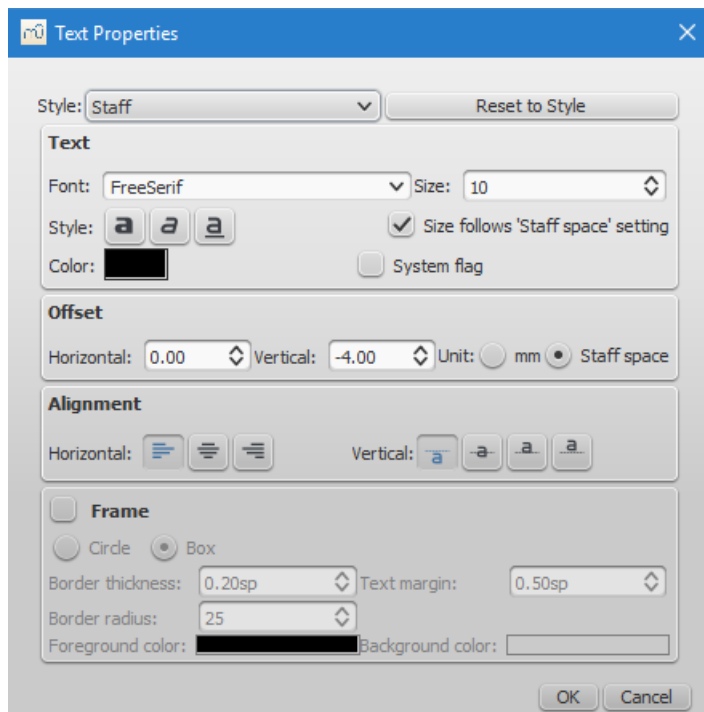 mû Text Properties
Style: Staff Reset to Style
Text
Font: FreeSerif Size: 10
Style: a a a Size follows 'Staff space' setting
Color: System flag
Offset
Horizontal: 0.00 Vertical: -4.00 Unit: mm Staff space
Alignment
Horizontal: Vertical: a a a a
Frame
Circle Box
Border thickness: 0.20sp Text margin: 0.50sp
Border radius: 25
Foreground color: Background color:
OK Cancel